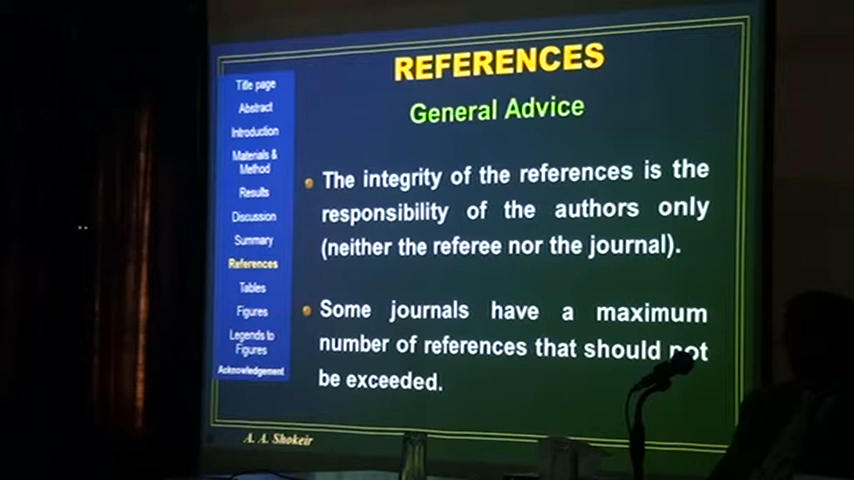 REFERENCES
General Advice
Title page
Abstract
Introduction
Materials &
Method
Results
Discussion
Summary
References
Tables
Figures
Legends to
Figures
Acknowledgement
The integrity of the references is the
responsibility of the authors only
(neither the referee nor the journal).
Some journals have a maximum
number of references that should not
be exceeded.
A. A. Shokeir